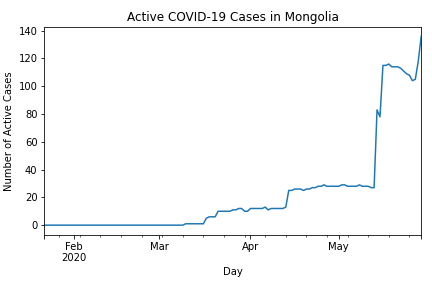 Active COVID-19 Cases in Mongolia
Number of Active Cases
140
120
100
80
60
40
20
0
Feb
2020
Mar
Apr
May
Day